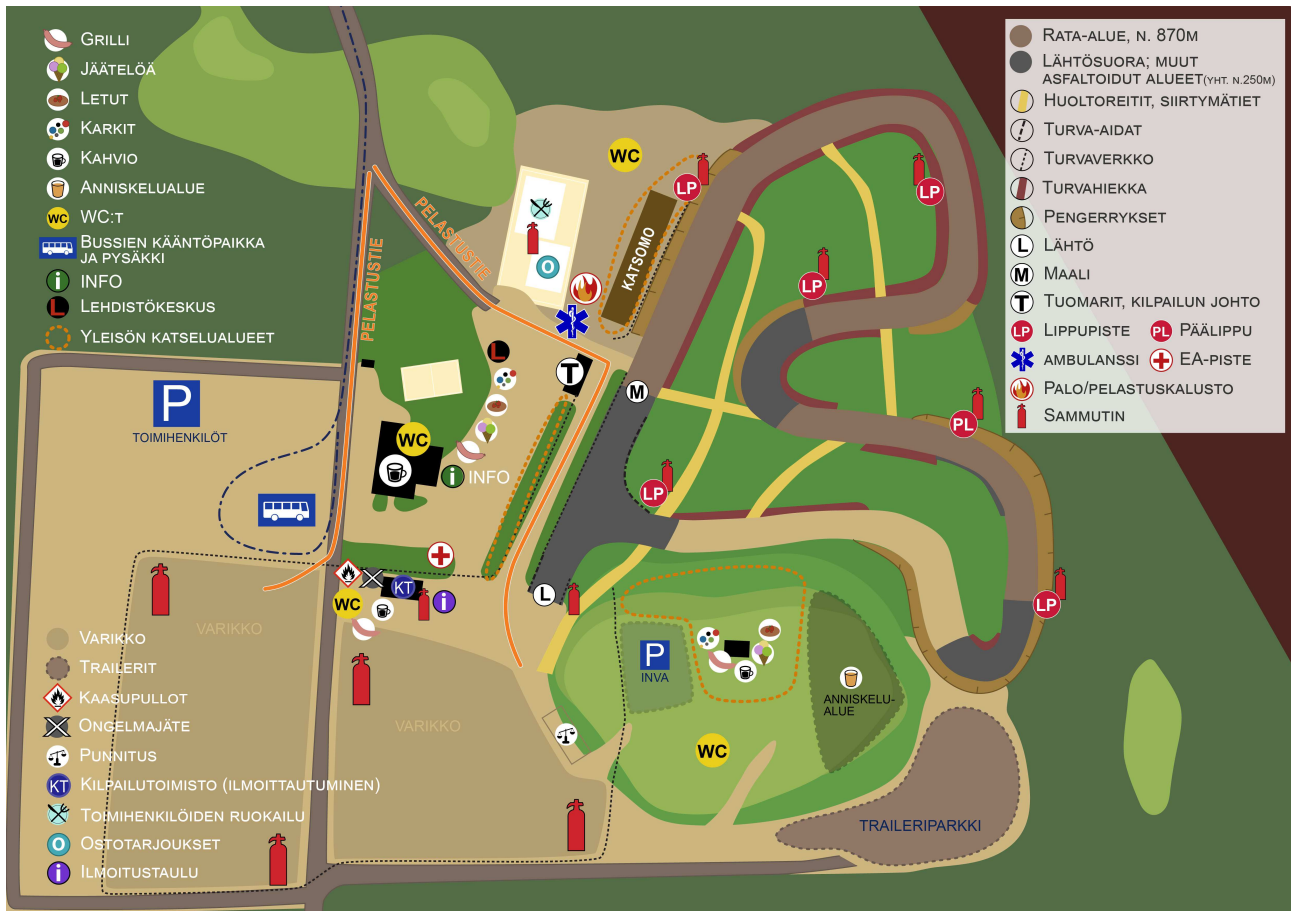 GRILLI
JÄÄTELÖÄ
LETUT
KARKIT
KAHVIO
ANNISKELUALUE
WC WC:T
BUSSIEN KÄÄNTÖPAIKKA
JA PYSÄKKI
i INFO
L LEHDISTÖKESKUS
YLEISÖN KATSELUALUEET
RATA-ALUE, N. 870M
LÄHTÖSUORA; MUUT
ASFALTOIDUT ALUEET(YHT. N.250M)
HUOLTOREITIT, SIIRTYMÄTIET
TURVA-AIDAT
TURVAVERKKO
TURVAHIEKKA
PENGERRYKSET
L LÄHTÖ
M MAALI
T TUOMARIT, KILPAILUN JOHTO
LP LIPPUPISTE PL PÄÄLIPPU
AMBULANSSI EA-PISTE
PALO/PELASTUSKALUSTO
SAMMUTIN
WC
LP
LP
PELASTUSTIE
PELASTUSTIE
KATSOMO
O
LP
L
T
M
P
TOIMIHENKILÖT
PL
WC
i INFO
LP
KT
WC
i
L
LP
VARIKKO
P
INVA
ANNISKELU-
ALUE
VARIKKO
WC
TRAILERIPARKKI
VARIKKO
TRAILERIT
KAASUPULLOT
ONGELMAJÄTE
PUNNITUS
KT KILPAILUTOIMISTO (ILMOITTAUTUMINEN)
TOIMIHENKILÖIDEN RUOKAILU
O OSTOTARJOUKSET
i ILMOITUSTAULU